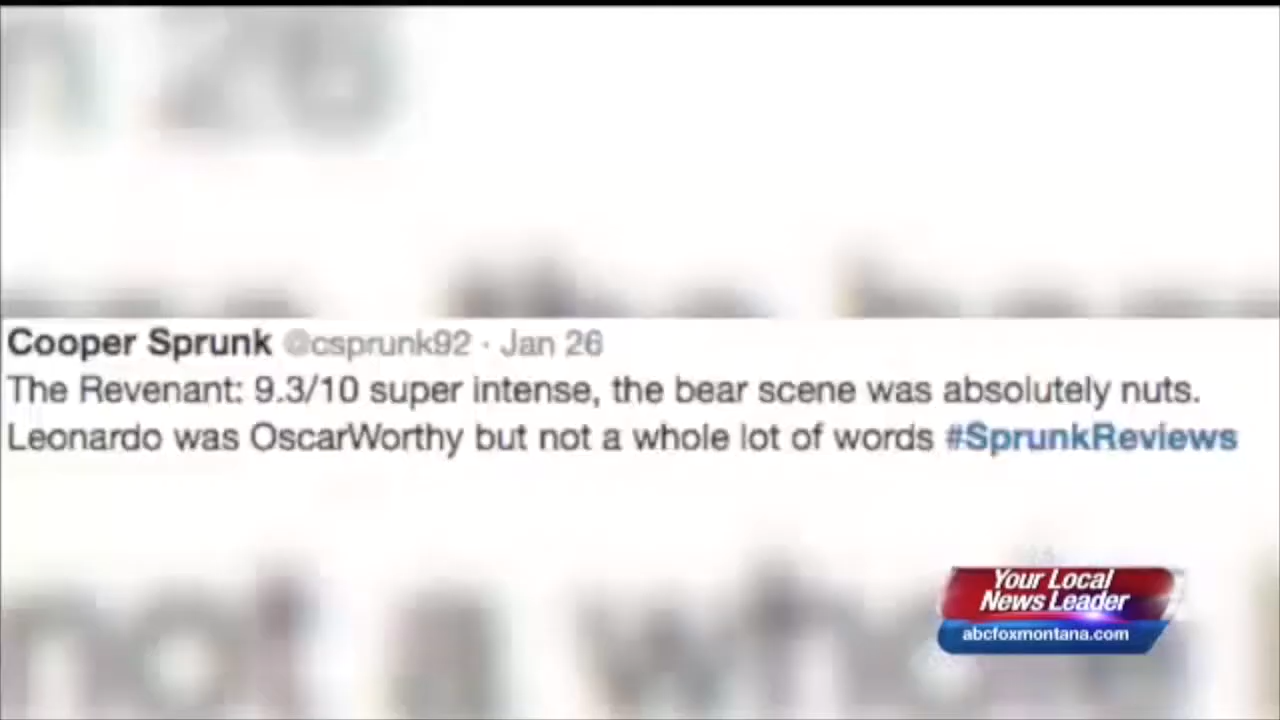 Cooper Sprunk @csprunk92 · Jan 26
The Revenant: 9.3/10 super intense, the bear scene was absolutely nuts.
Leonardo was OscarWorthy but not a whole lot of words #SprunkReviews
Your Local
News Leader
abcfoxmontana.com